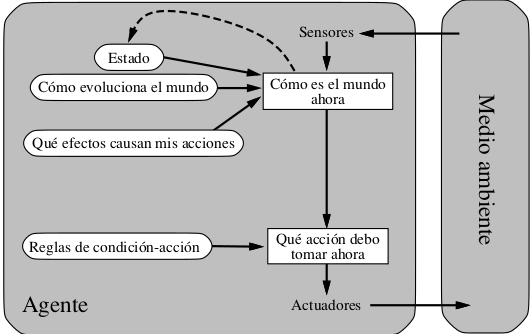 Sensores
Estado
Cómo evoluciona el mundo
Cómo es el mundo
ahora
Qué efectos causan mis acciones
Medio ambiente
Reglas de condición-acción
Qué acción debo
tomar ahora
Agente
Actuadores